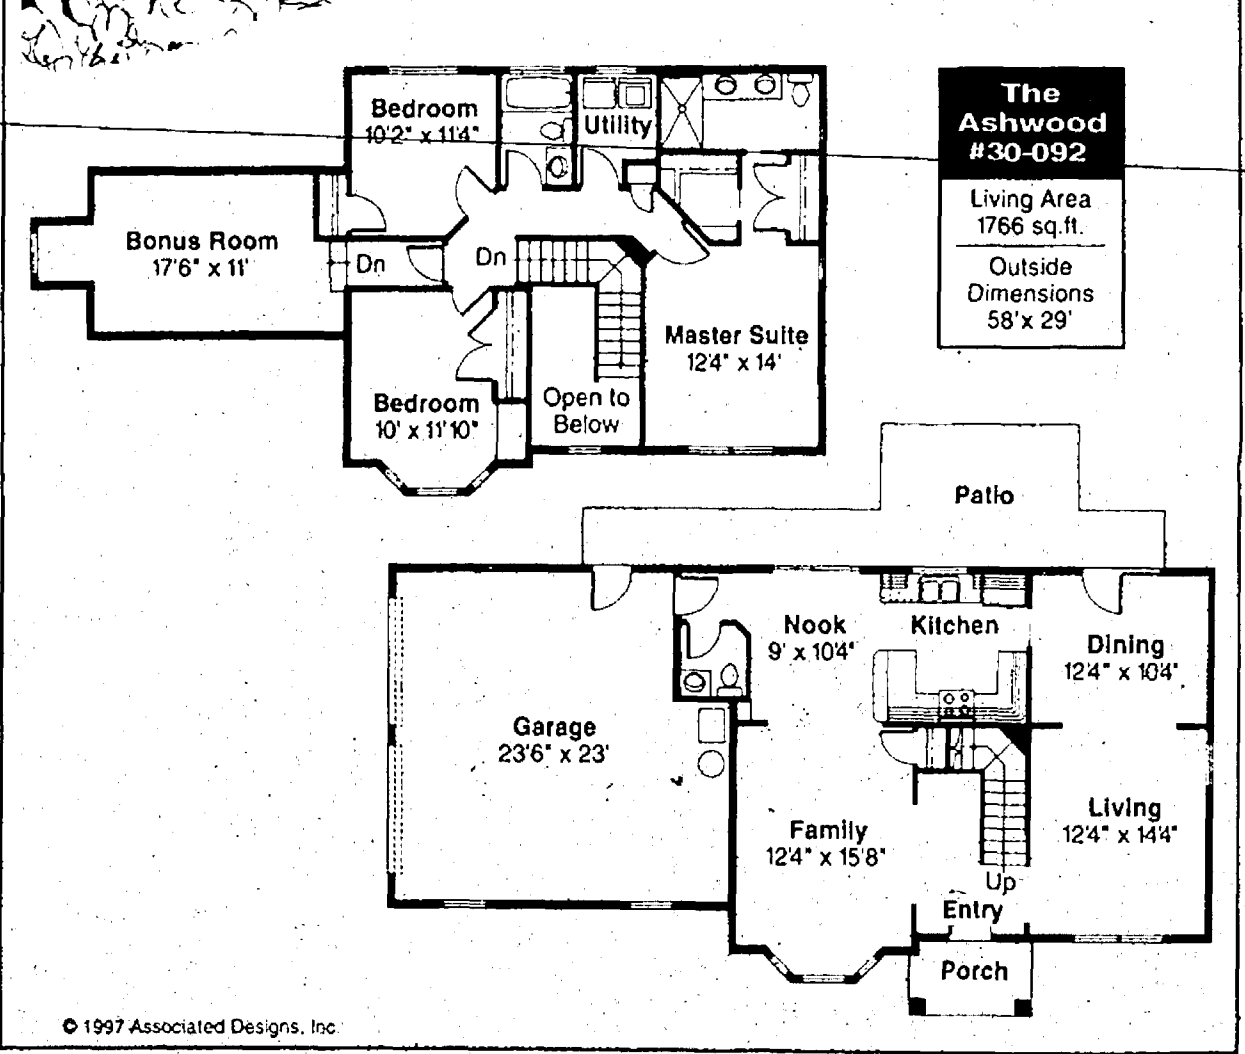 The
Ashwood
#30-092
Living Area
1766 sq.ft.
Outside
Dimensions
58'x 29'
Bedroom
10'2" x 11'4"
Utility
Bonus Room
17'6" x 11'
Dn
Dn
Master Suite
12'4" x 14'
Bedroom
10' x 11'10"
Open to
Below
Patio
Nook
9' x 10'4"
Kitchen
Dining
12'4" x 10'4"
Garage
23'6" x 23'
Family
12'4" x 15'8"
Living
12'4" x 14'4"
Up
Entry
Porch
© 1997 Associated Designs, Inc.